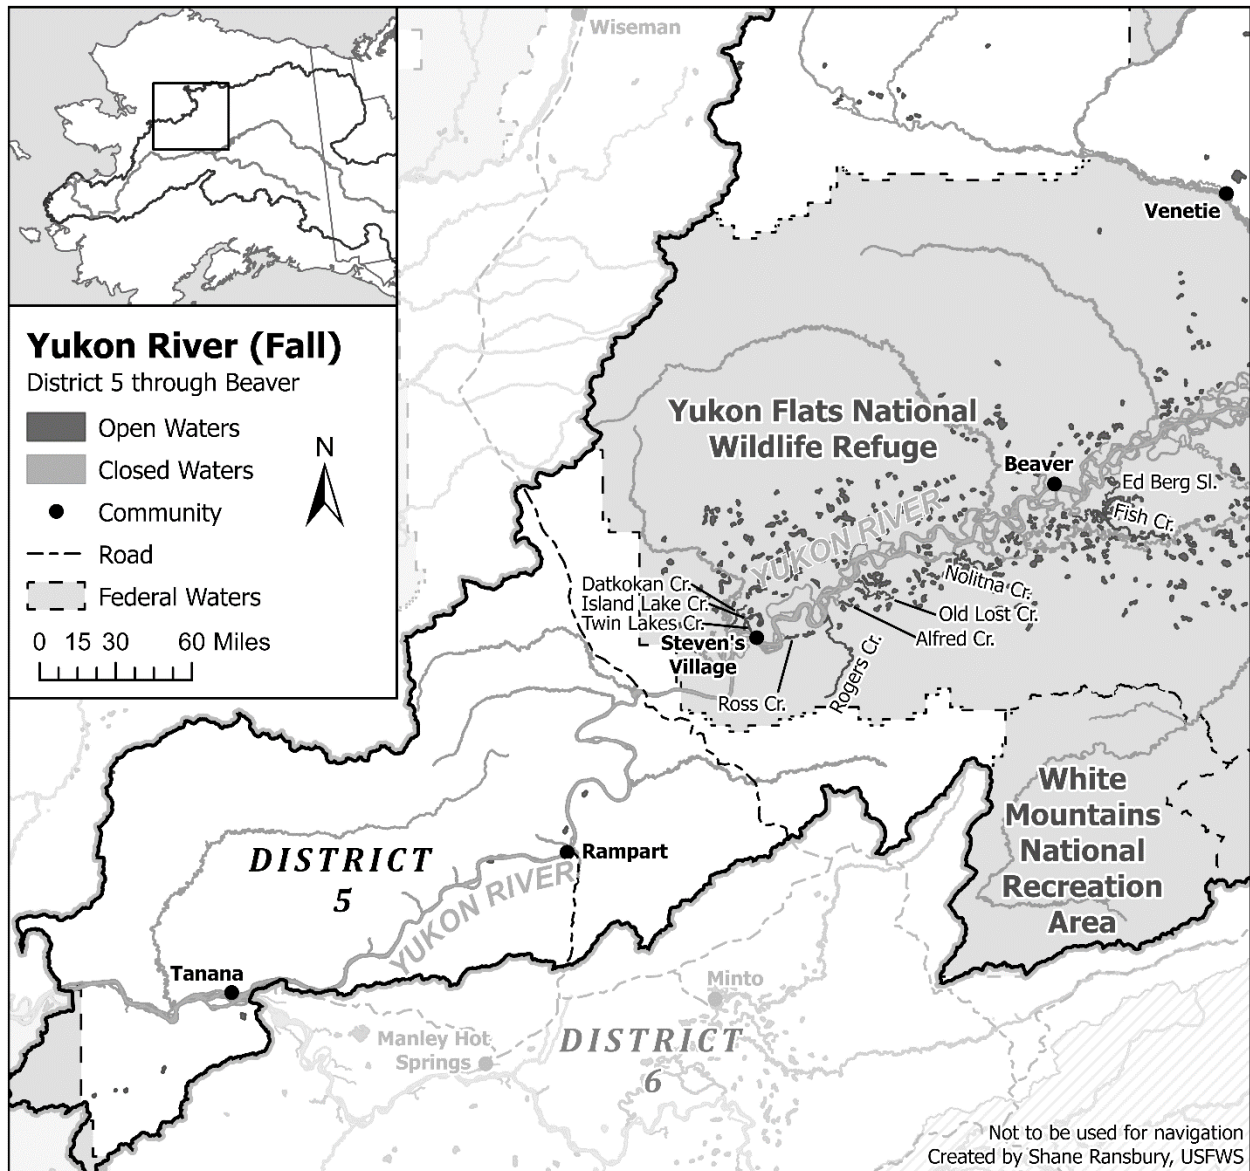 Wiseman
Venetie
Yukon River (Fall)
District 5 through Beaver
Open Waters
Closed Waters
N
Community
Road
Federal Waters
0 15 30 60 Miles
Yukon Flats National
Wildlife Refuge
Beaver
Ed Berg Sl.
Fish Cr.
YUKON RIVER
Nolitna Cr.
Datkokan Cr.
Island Lake Cr.
Twin Lakes Cr.
Old Lost Cr.
Alfred Cr.
Steven's
Village
Ross Cr.
Rogers Cr.
White
Mountains
National
Recreation
Area
DISTRICT
5
Rampart
YUKON RIVER
Tanana
Minto
Manley Hot
Springs
DISTRICT
6
Not to be used for navigation
Created by Shane Ransbury, USFWS